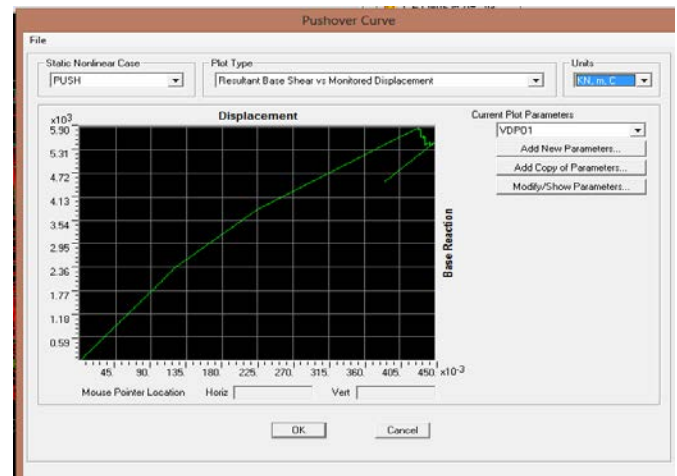 Pushover Curve
File
Static Nonlinear Case
PUSH
Plot Type
Resultant Base Shear vs Monitored Displacement
Units
KN, m, C
x10³
Displacement
5.90
5.31
4.72
4.13
3.54
2.95
2.36
1.77
1.18
0.59
45. 90. 135. 180. 225. 270. 315. 360. 405. 450. x10⁻³
Base Reaction
Current Plot Parameters
VDPO1
Add New Parameters...
Add Copy of Parameters...
Modify/Show Parameters...
Mouse Pointer Location Horiz Vert
OK Cancel